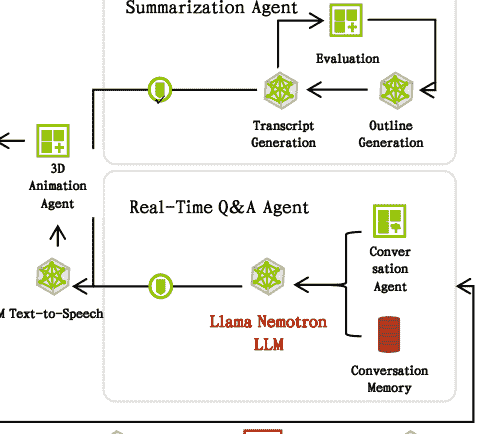 Summarization Agent
Evaluation
Transcript
Generation
Outline
Generation
3D
Animation
Agent
Real-Time Q&A Agent
Conver
sation
Agent
M Text-to-Speech
Llama Nemotron
LLM
Conversation
Memory